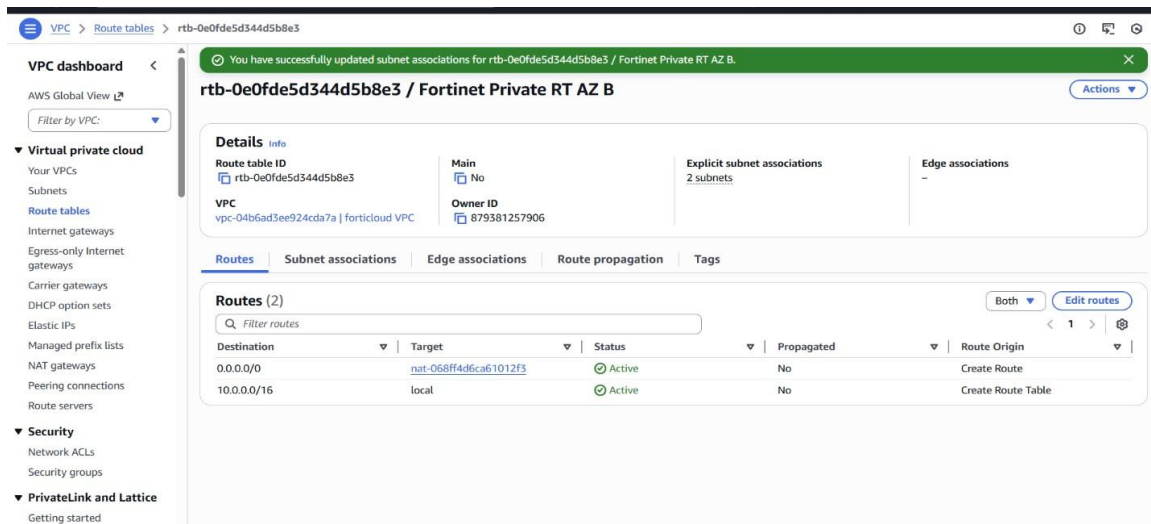 VPC > Route tables > rtb-0e0fde5d344d5b8e3
VPC dashboard
AWS Global View
Filter by VPC:
Virtual private cloud
Your VPCs
Subnets
Route tables
Internet gateways
Egress-only Internet
gateways
Carrier gateways
DHCP option sets
Elastic IPs
Managed prefix lists
NAT gateways
Peering connections
Route servers
Security
Network ACLs
Security groups
PrivateLink and Lattice
Getting started
You have successfully updated subnet associations for rtb-0e0fde5d344d5b8e3 / Fortinet Private RT AZ B.
rtb-0e0fde5d344d5b8e3 / Fortinet Private RT AZ B
Actions
Details Info
Route table ID
rtb-0e0fde5d344d5b8e3
Main
No
Explicit subnet associations
2 subnets
Edge associations
–
VPC
vpc-04b6ad3ee924cda7a | forticloud VPC
Owner ID
879381257906
Routes Subnet associations Edge associations Route propagation Tags
Routes (2)
Both
Edit routes
Filter routes
< 1 >
Destination Target Status Propagated Route Origin
0.0.0.0/0 nat-068ff4d6ca61012f3 Active No Create Route
10.0.0.0/16 local Active No Create Route Table